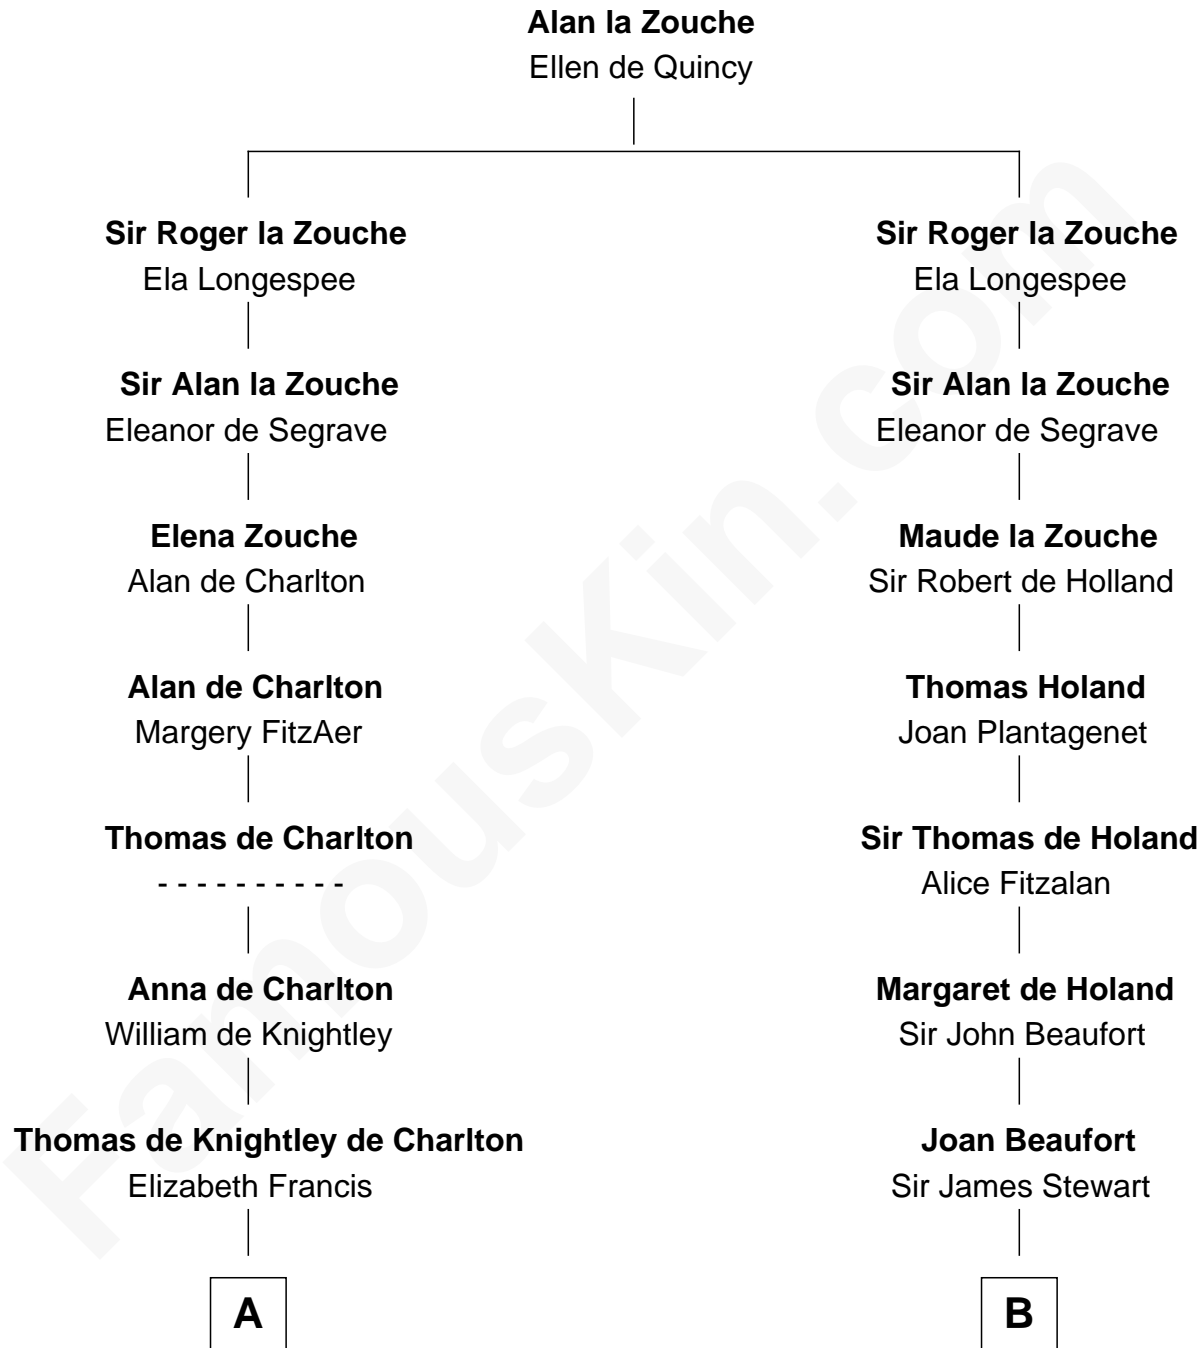 Alan la Zouche
Ellen de Quincy
Sir Roger la Zouche
Ela Longespee
Sir Alan la Zouche
Eleanor de Segrave
Elena Zouche
Alan de Charlton
Alan de Charlton
Margery FitzAer
Thomas de Charlton
- - - - - - - - - -
Anna de Charlton
William de Knightley
Thomas de Knightley de Charlton
Elizabeth Francis
A
Sir Roger la Zouche
Ela Longespee
Sir Alan la Zouche
Eleanor de Segrave
Maude la Zouche
Sir Robert de Holland
Thomas Holand
Joan Plantagenet
Sir Thomas de Holand
Alice Fitzalan
Margaret de Holand
Sir John Beaufort
Joan Beaufort
Sir James Stewart
B
FamousKin.com